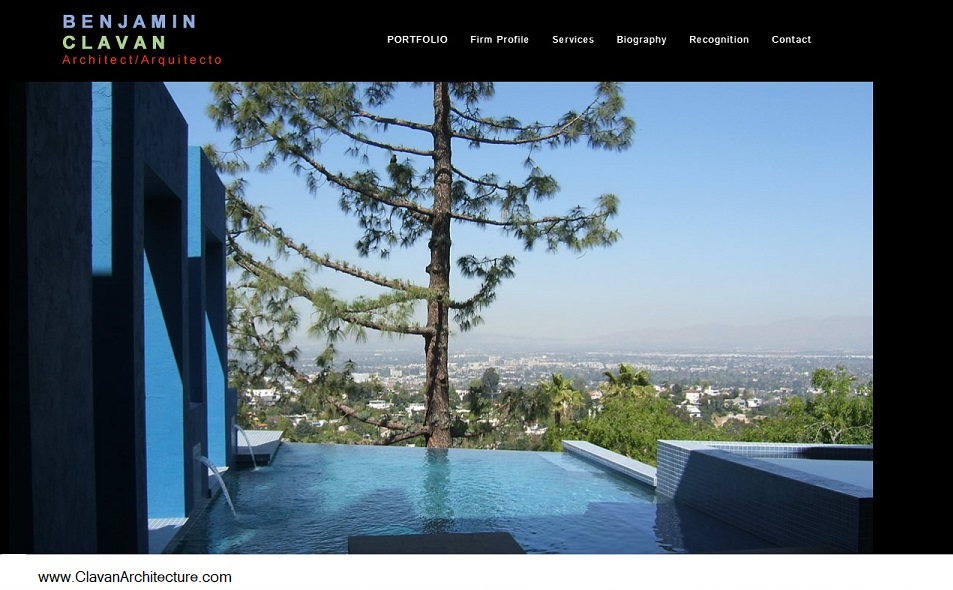 BENJAMIN
CLAVAN
Architect/Arquitecto
PORTFOLIO Firm Profile Services Biography Recognition Contact
www.ClavanArchitecture.com